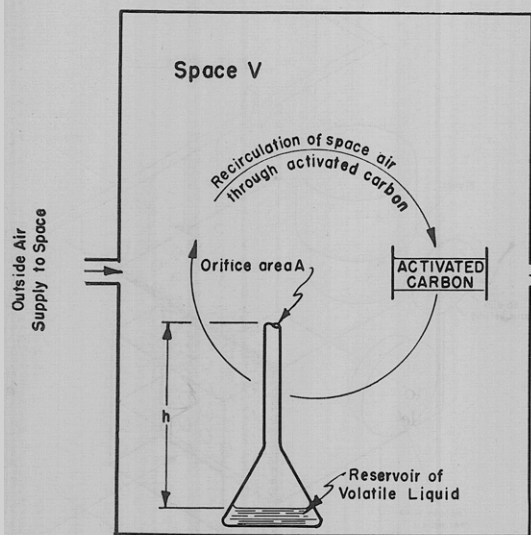 Space V
Recirculation of space air
through activated carbon
Outside Air
Supply to Space
Orifice area A
ACTIVATED
CARBON
h
Reservoir of
Volatile Liquid